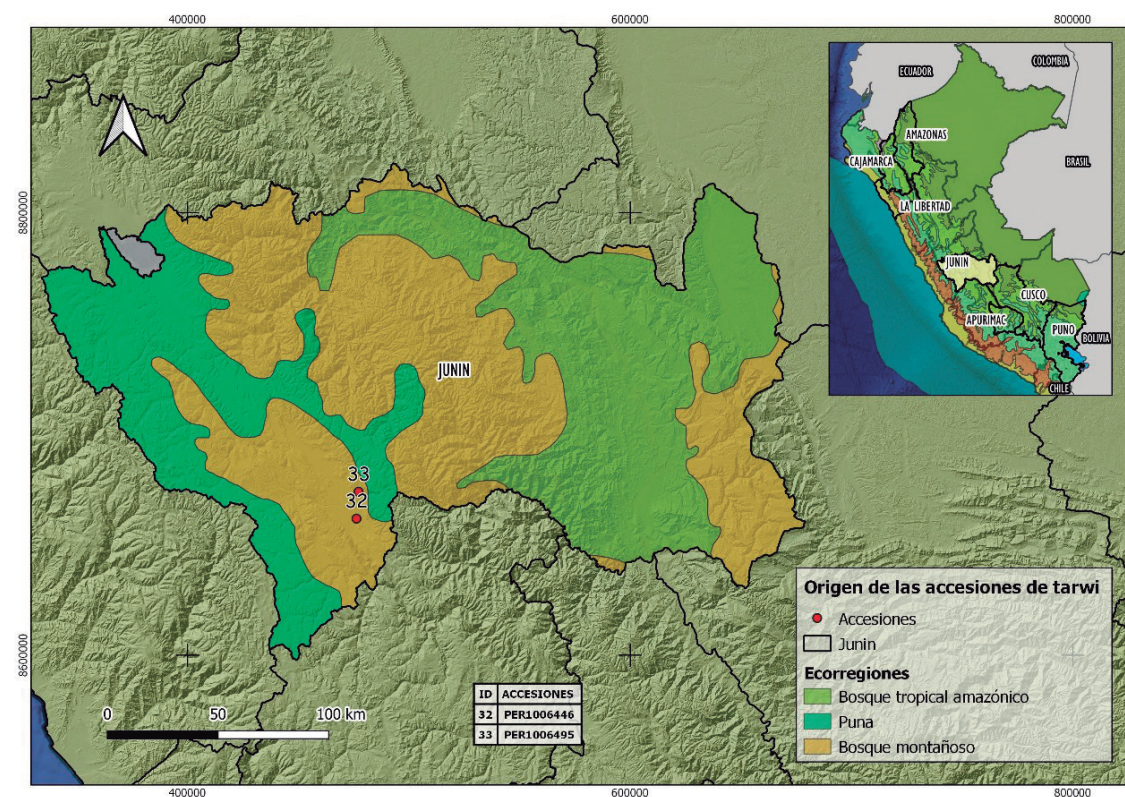 400000
600000
800000
ECUADOR
COLOMBIA
AMAZONAS
CAJAMARCA
BRASIL
LA LIBERTAD
JUNIN
CUSCO
APURIMAC
PUNO
BOLIVIA
CHILE
8800000
JUNIN
33
32
8600000
Origen de las accesiones de tarwi
Accesiones
Junin
Ecorregiones
Bosque tropical amazónico
Puna
Bosque montañoso
ID ACCESIONES
32 PER1006446
33 PER1006495
0 50 100 km
400000
600000
800000